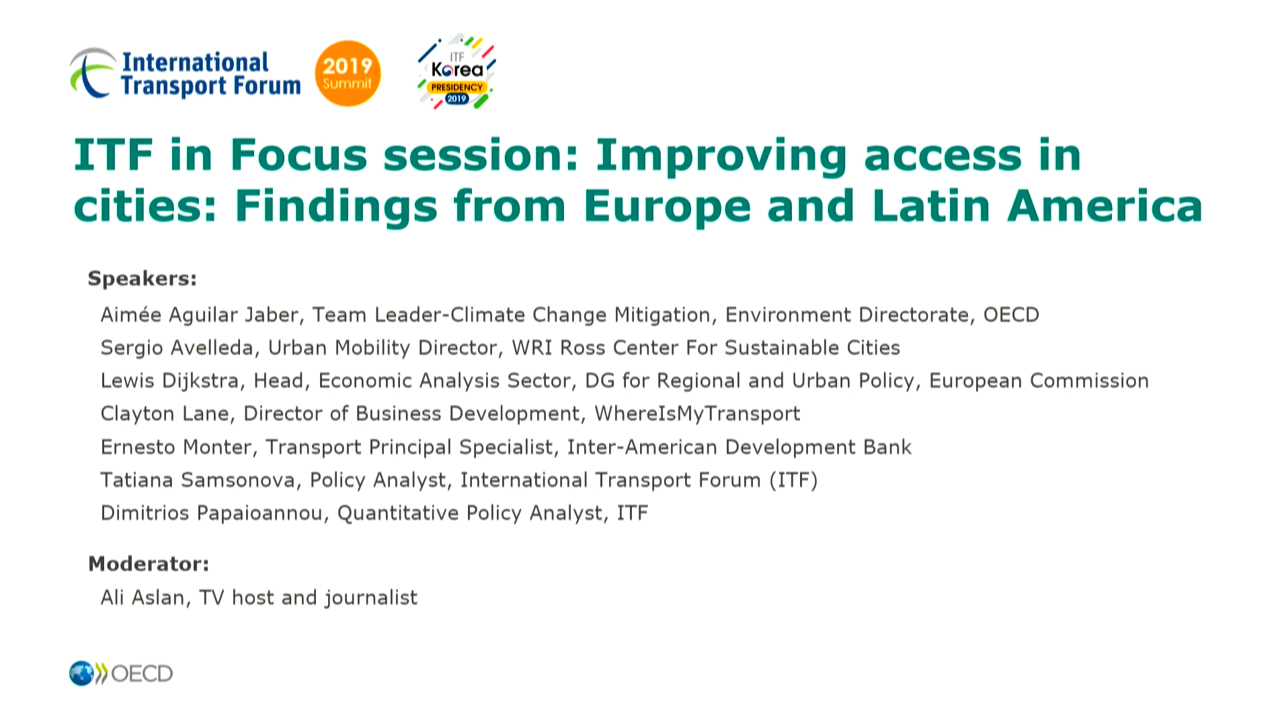 International
Transport Forum
2019
Summit
ITF
Korea
PRESIDENCY
2019
ITF in Focus session: Improving access in
cities: Findings from Europe and Latin America
Speakers:
Aimée Aguilar Jaber, Team Leader-Climate Change Mitigation, Environment Directorate, OECD
Sergio Avelleda, Urban Mobility Director, WRI Ross Center For Sustainable Cities
Lewis Dijkstra, Head, Economic Analysis Sector, DG for Regional and Urban Policy, European Commission
Clayton Lane, Director of Business Development, WhereIsMyTransport
Ernesto Monter, Transport Principal Specialist, Inter-American Development Bank
Tatiana Samsonova, Policy Analyst, International Transport Forum (ITF)
Dimitrios Papaioannou, Quantitative Policy Analyst, ITF
Moderator:
Ali Aslan, TV host and journalist
OECD